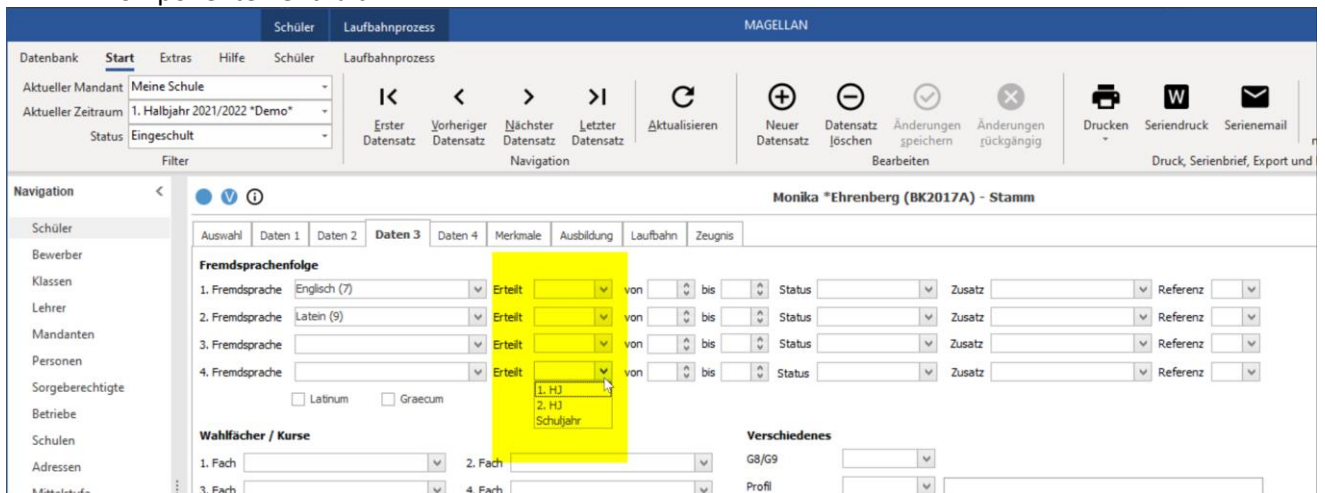 Schüler Laufbahnprozess MAGELLAN
Datenbank Start Extras Hilfe Schüler Laufbahnprozess
Aktueller Mandant Meine Schule
Aktueller Zeitraum 1. Halbjahr 2021/2022 *Demo*
Status Eingeschult
Erster Datensatz Vorheriger Datensatz Nächster Datensatz Letzter Datensatz Aktualisieren Neuer Datensatz Datensatz löschen Änderungen speichern Änderungen rückgängig Drucken Seriendruck Serienemail
Filter Navigation Bearbeiten Druck, Serienbrief, Export und
Navigation
Monika *Ehrenberg (BK2017A) - Stamm
Schüler
Bewerber
Klassen
Lehrer
Mandanten
Personen
Sorgeberechtigte
Betriebe
Schulen
Adressen
Auswahl Daten 1 Daten 2 Daten 3 Daten 4 Merkmale Ausbildung Laufbahn Zeugnis
Fremdsprachenfolge
1. Fremdsprache Englisch (7) Erteilt von bis Status Zusatz Referenz
2. Fremdsprache Latein (9) Erteilt von bis Status Zusatz Referenz
3. Fremdsprache Erteilt von bis Status Zusatz Referenz
4. Fremdsprache Erteilt von bis Status Zusatz Referenz
1. HJ
2. HJ
Schuljahr
Latinum Graecum
Wahlfächer / Kurse Verschiedenes
1. Fach 2. Fach G8/G9
3. Fach 4. Fach Profil